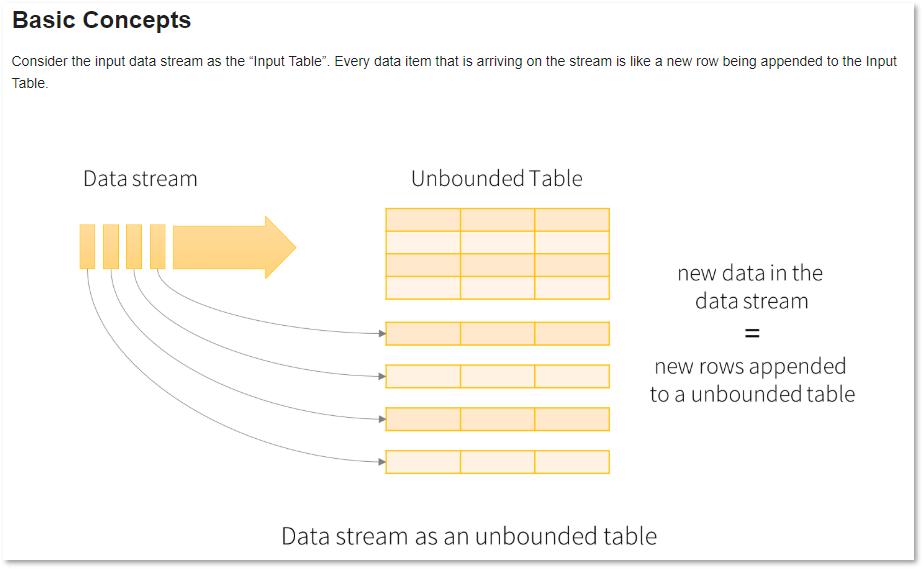 Basic Concepts
Consider the input data stream as the “Input Table”. Every data item that is arriving on the stream is like a new row being appended to the Input
Table.
Data stream
Unbounded Table
new data in the
data stream
=
new rows appended
to a unbounded table
Data stream as an unbounded table